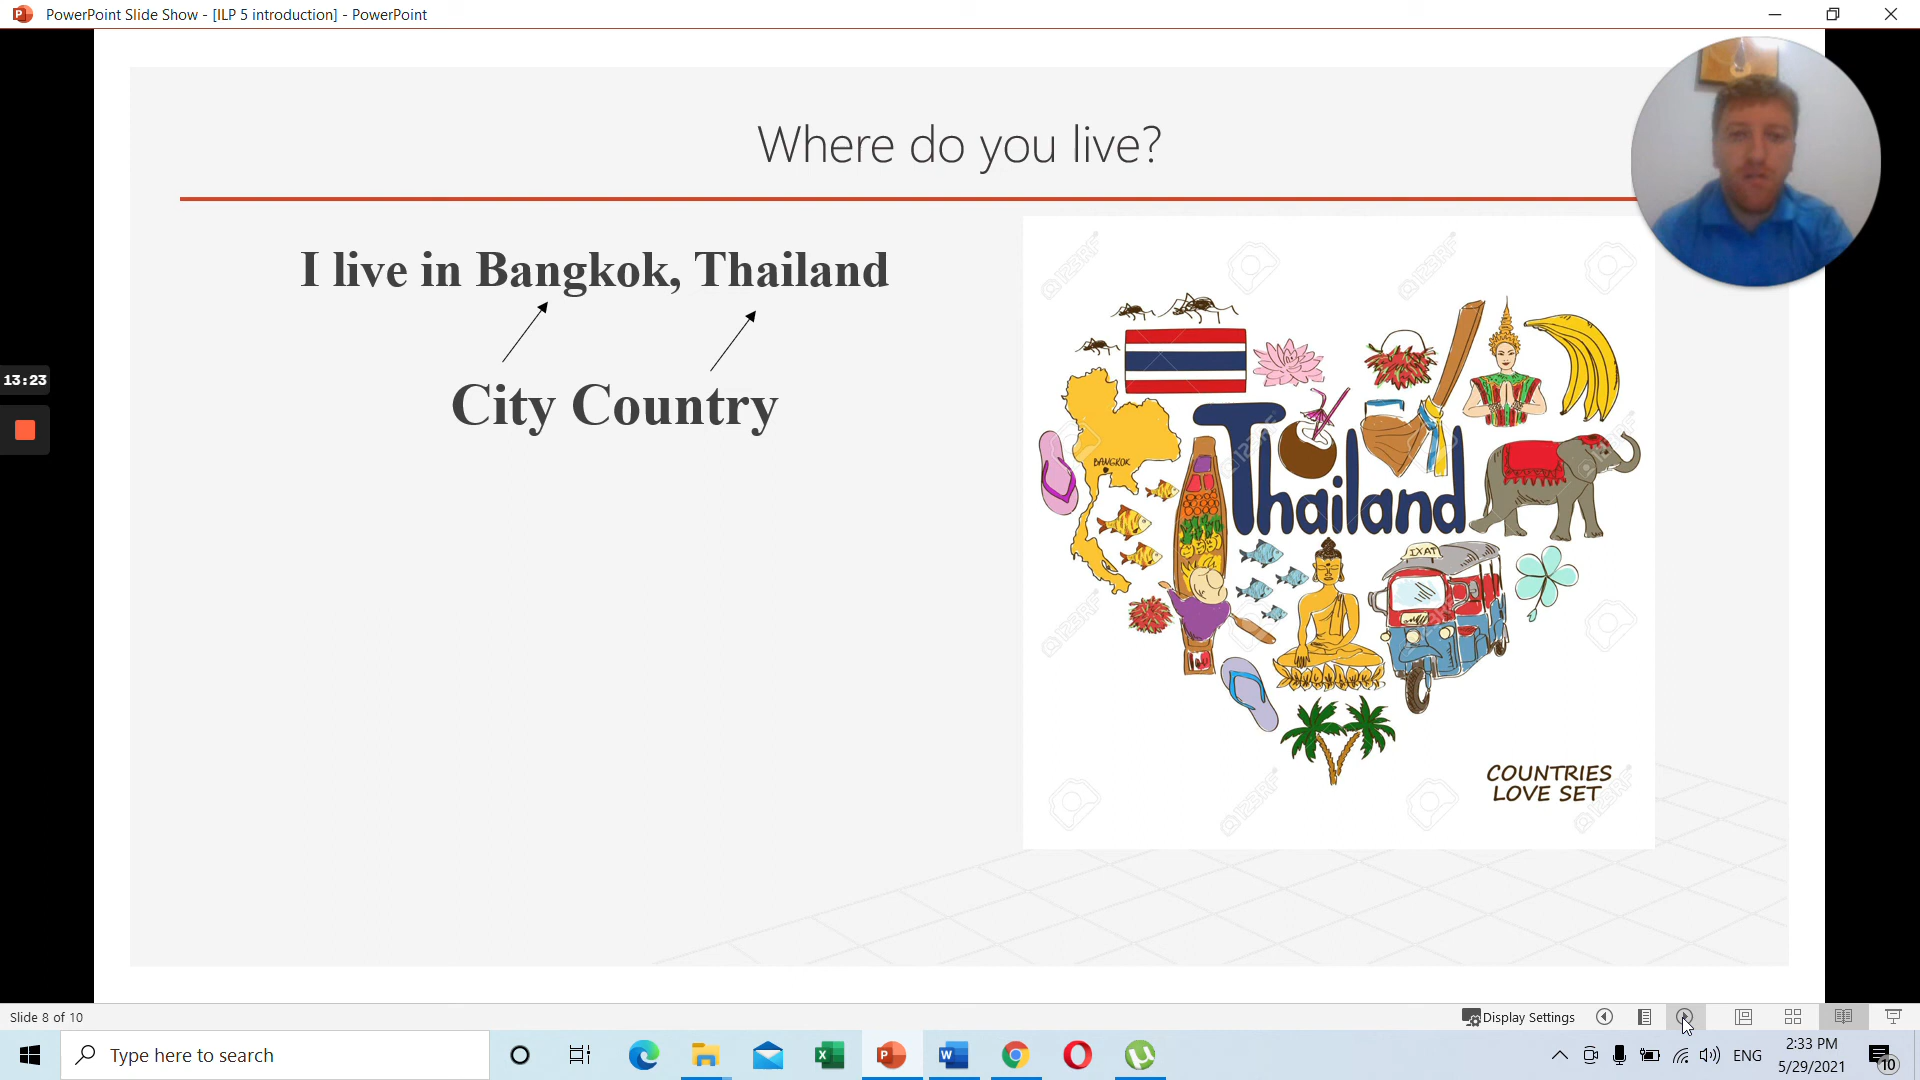 PowerPoint Slide Show - [ILP 5 introduction] - PowerPoint
Where do you live?
I live in Bangkok, Thailand
City Country
13:23
BANGKOK
Thailand
IXAT
COUNTRIES
LOVE SET
123RF
Slide 8 of 10
Display Settings
Type here to search
ENG
2:33 PM
5/29/2021
10